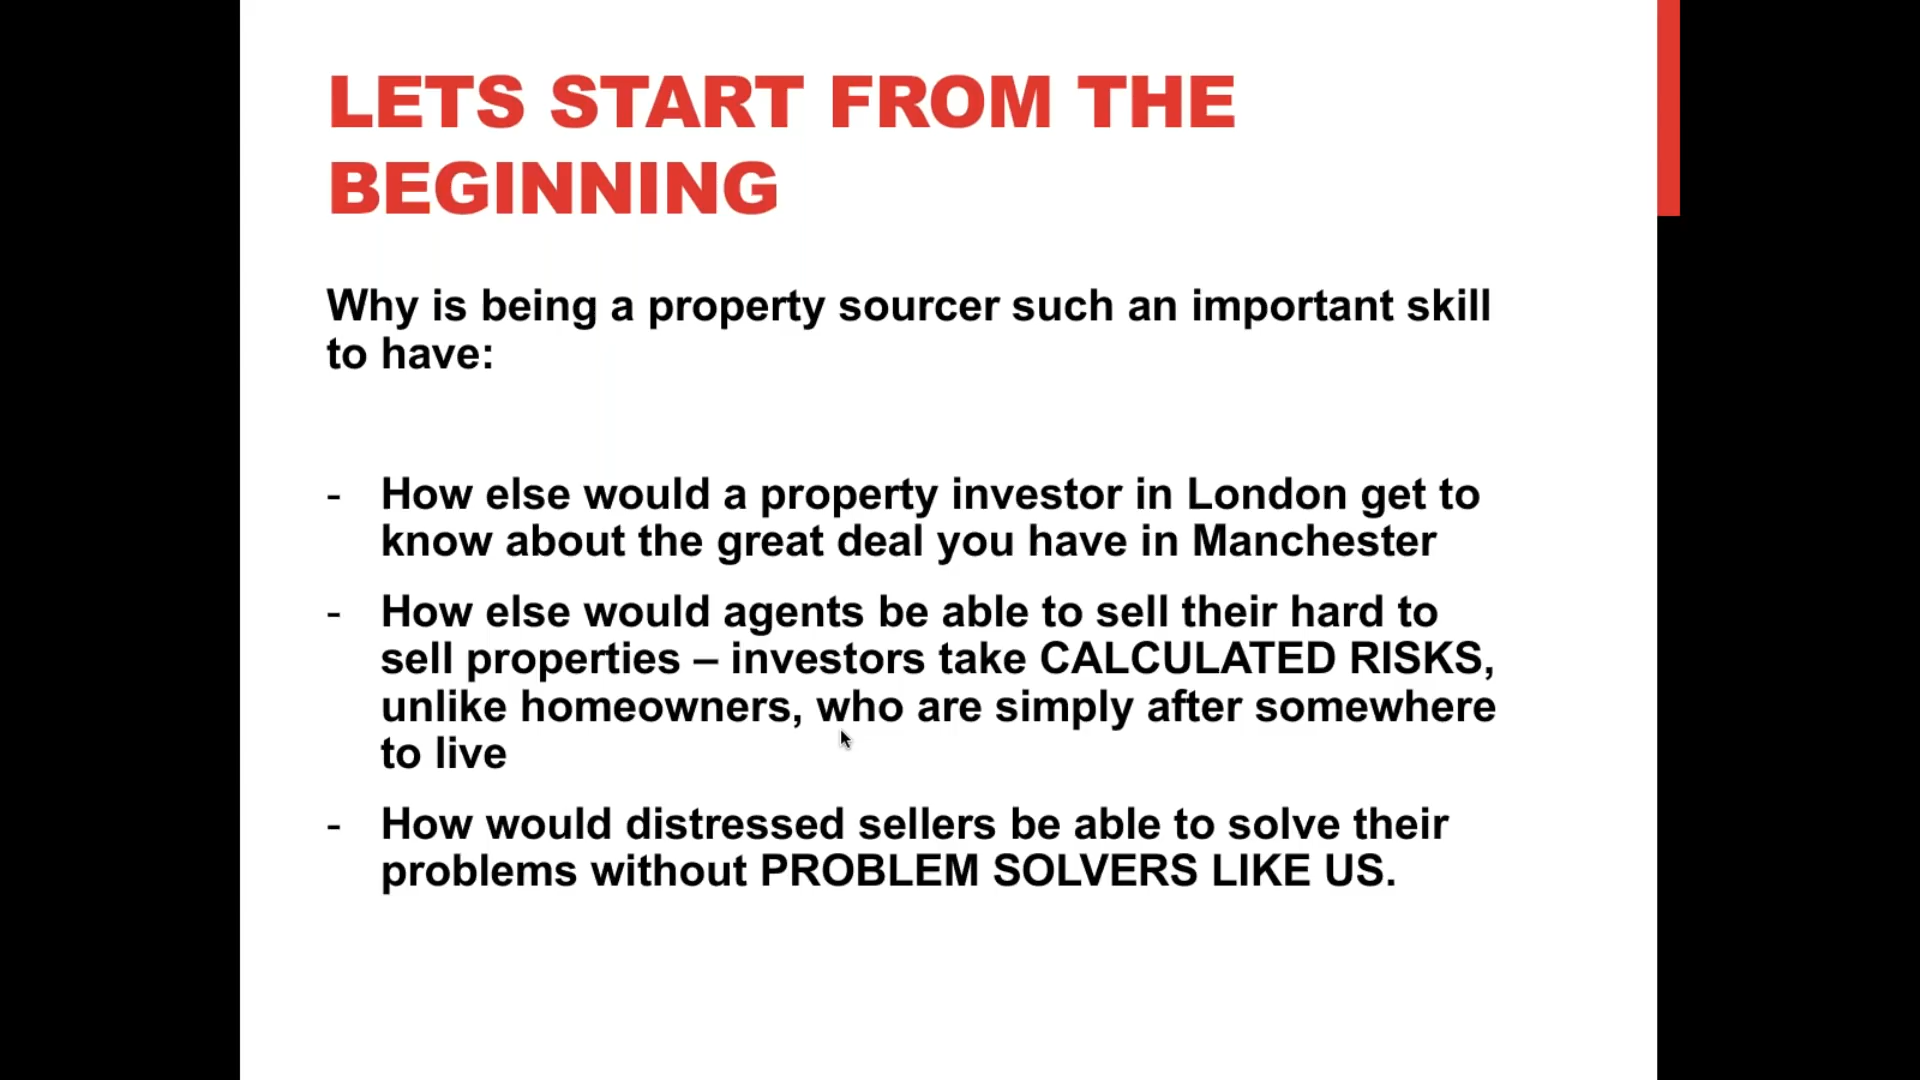 LETS START FROM THE
BEGINNING
Why is being a property sourcer such an important skill
to have:
- How else would a property investor in London get to
know about the great deal you have in Manchester
- How else would agents be able to sell their hard to
sell properties – investors take CALCULATED RISKS,
unlike homeowners, who are simply after somewhere
to live
- How would distressed sellers be able to solve their
problems without PROBLEM SOLVERS LIKE US.